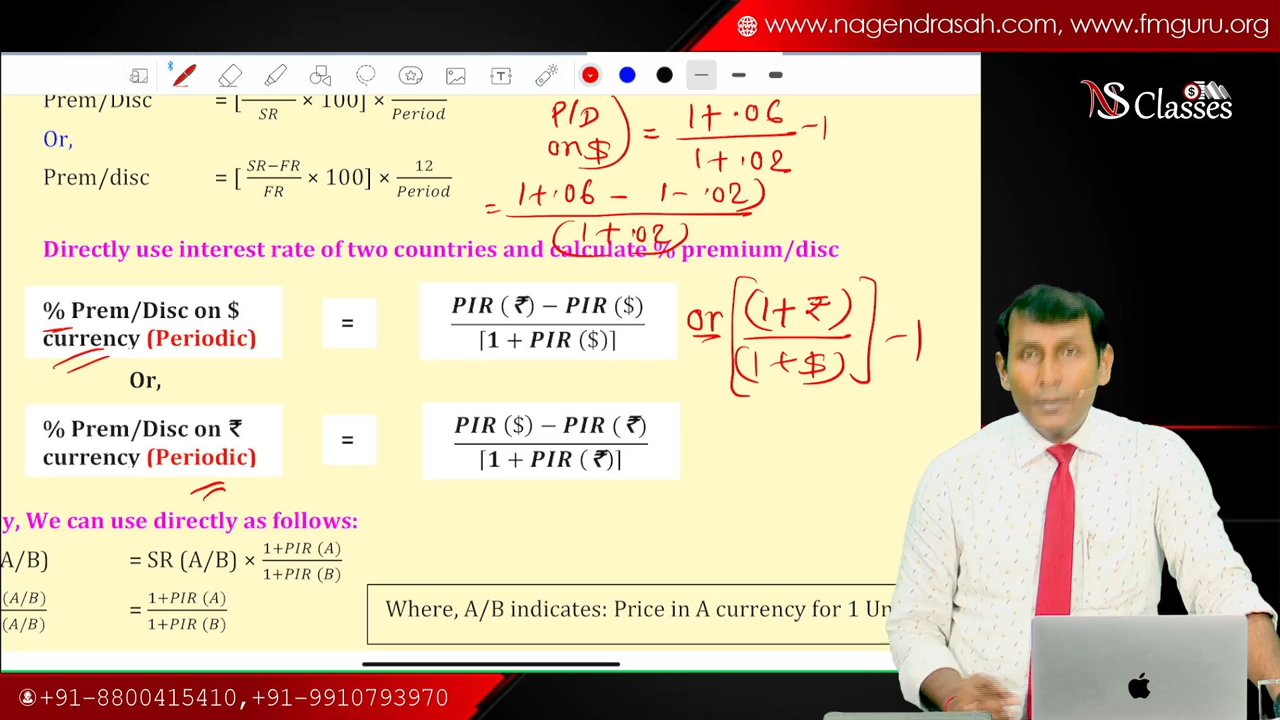 www.nagendrasah.com, www.fmguru.org
NS Classes
Prem/Disc = [ / SR × 100] × / Period
Or,
Prem/disc = [ SR−FR / FR × 100] × 12 / Period
P/D on $ ) = 1+.06 / 1+.02 −1
= 1+.06 − 1−.02) / (1+.02)
Directly use interest rate of two countries and calculate % premium/disc
% Prem/Disc on $
currency (Periodic)
=
PIR (₹) − PIR ($)
[1 + PIR ($)]
or [(1+₹) / (1+$)] −1
Or,
% Prem/Disc on ₹
currency (Periodic)
=
PIR ($) − PIR (₹)
[1 + PIR (₹)]
y, We can use directly as follows:
A/B) = SR (A/B) × 1+PIR (A) / 1+PIR (B)
(A/B) / (A/B) = 1+PIR (A) / 1+PIR (B)
Where, A/B indicates: Price in A currency for 1 Un
+91-8800415410,+91-9910793970